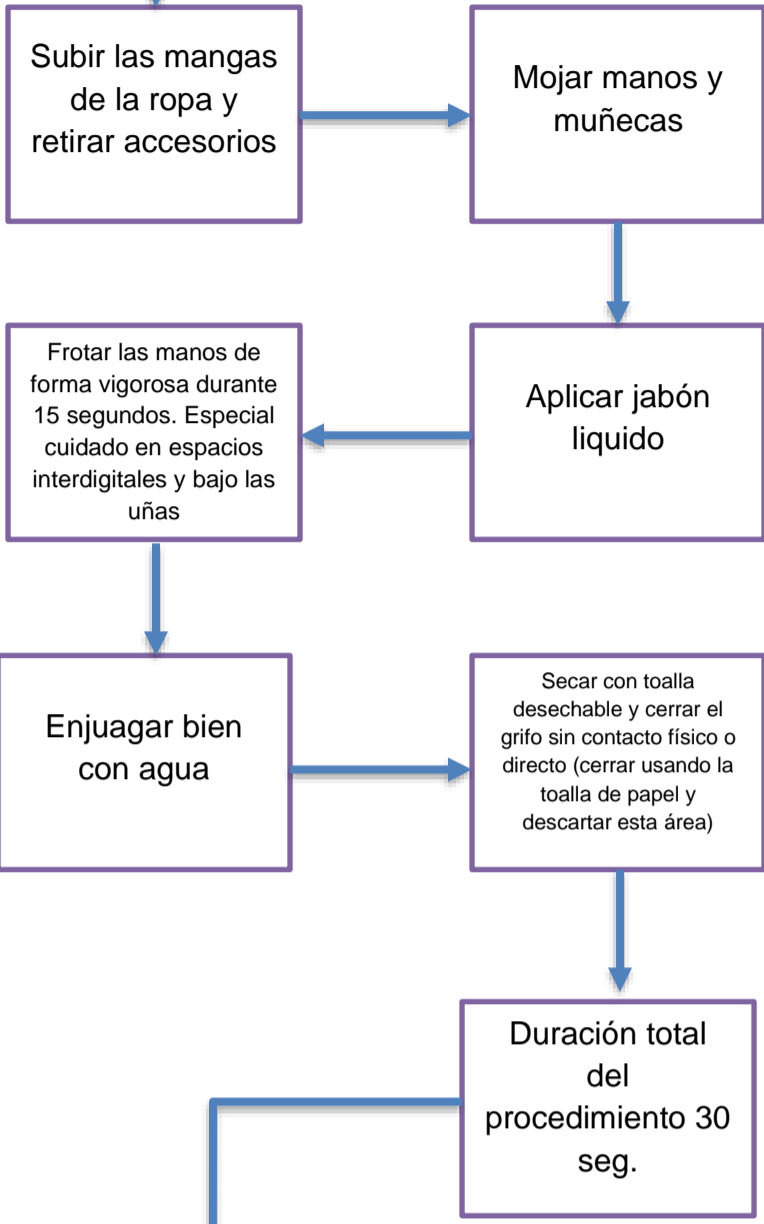 Subir las mangas
de la ropa y
retirar accesorios
Mojar manos y
muñecas
Aplicar jabón
liquido
Frotar las manos de
forma vigorosa durante
15 segundos. Especial
cuidado en espacios
interdigitales y bajo las
uñas
Enjuagar bien
con agua
Secar con toalla
desechable y cerrar el
grifo sin contacto físico o
directo (cerrar usando la
toalla de papel y
descartar esta área)
Duración total
del
procedimiento 30
seg.